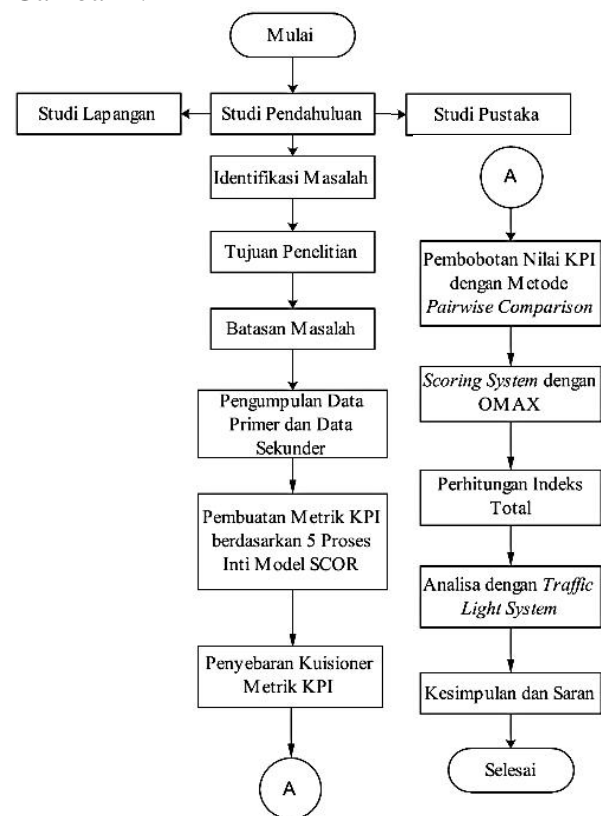 Mulai
Studi Lapangan
Studi Pendahuluan
Studi Pustaka
Identifikasi Masalah
Tujuan Penelitian
Batasan Masalah
Pengumpulan Data
Primer dan Data
Sekunder
Pembuatan Metrik KPI
berdasarkan 5 Proses
Inti Model SCOR
Penyebaran Kuisioner
Metrik KPI
A
A
Pembobotan Nilai KPI
dengan Metode
Pairwise Comparison
Scoring System dengan
OMAX
Perhitungan Indeks
Total
Analisa dengan Traffic
Light System
Kesimpulan dan Saran
Selesai